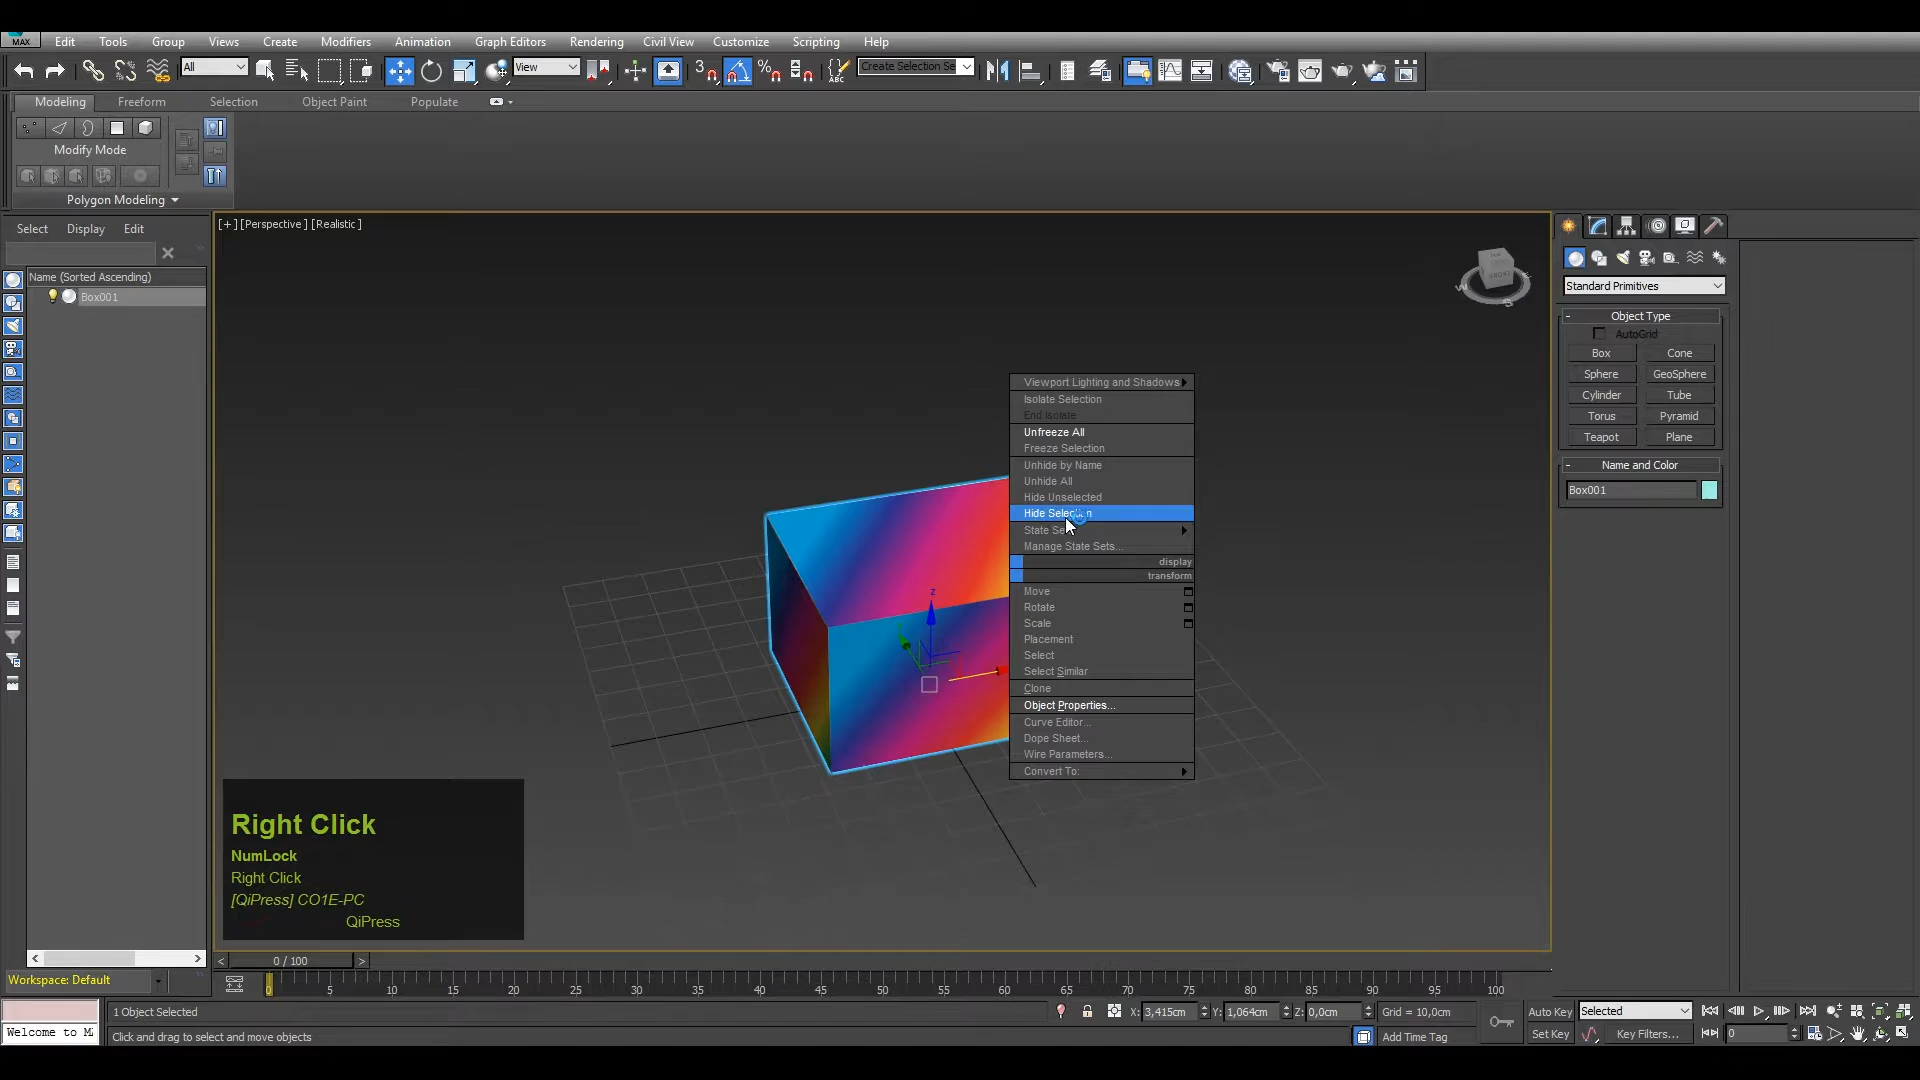 MAX Edit Tools Group Views Create Modifiers Animation Graph Editors Rendering Civil View Customize Scripting Help
All View 3 % ABC Create Selection Se
Modeling Freeform Selection Object Paint Populate
Modify Mode
Polygon Modeling
Select Display Edit
Name (Sorted Ascending)
Box001
[+][Perspective][Realistic]
W S
Standard Primitives
- Object Type
AutoGrid
Box Cone
Sphere GeoSphere
Cylinder Tube
Torus Pyramid
Teapot Plane
- Name and Color
Box001
Viewport Lighting and Shadows
Isolate Selection
End Isolate
Unfreeze All
Freeze Selection
Unhide by Name
Unhide All
Hide Unselected
Hide Selection
Manage State Sets...
display
transform
Move
Rotate
Scale
Placement
Select
Select Similar
Clone
Object Properties...
Curve Editor...
Dope Sheet...
Wire Parameters...
Convert To:
z
Right Click
NumLock
Right Click
[QiPress] CO1E-PC
QiPress
< 0 / 100 >
Workspace: Default
0 5 10 15 20 25 30 35 40 45 50 55 60 65 70 75 80 85 90 95 100
1 Object Selected X: 3,415cm Y: 1,064cm Z: 0,0cm Grid = 10,0cm Auto Key Selected
Welcome to M Click and drag to select and move objects Add Time Tag Set Key Key Filters... 0